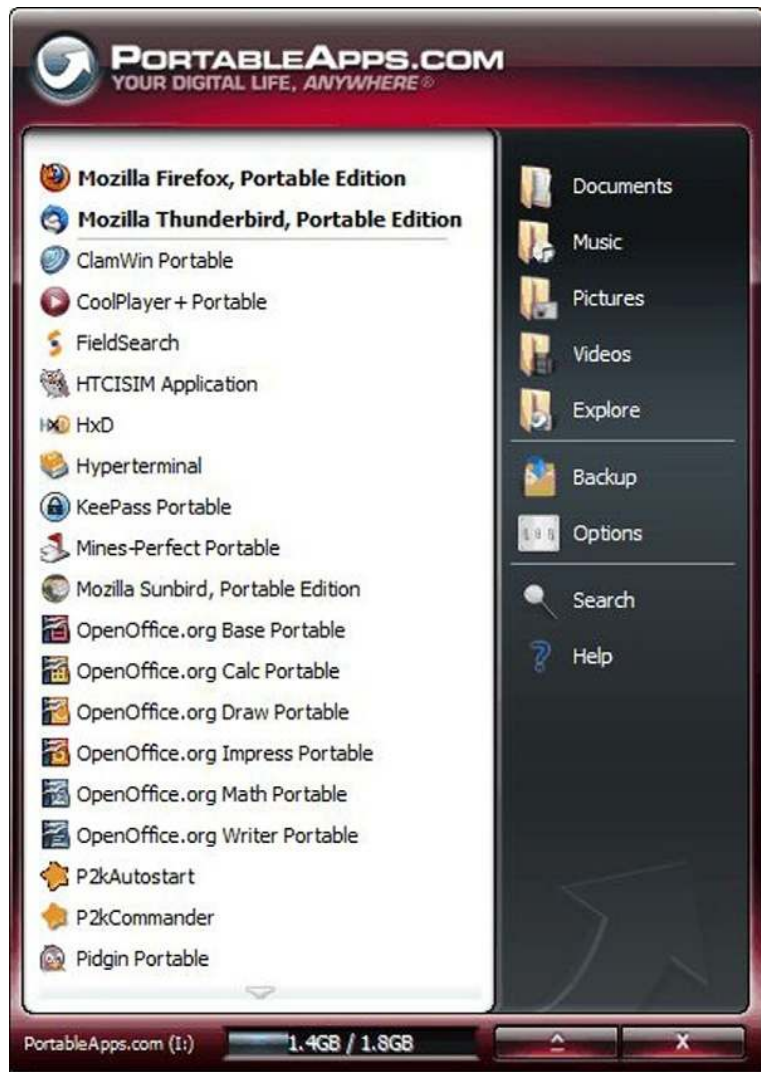 PORTABLEAPPS.COM
YOUR DIGITAL LIFE, ANYWHERE®
Mozilla Firefox, Portable Edition
Mozilla Thunderbird, Portable Edition
ClamWin Portable
CoolPlayer+ Portable
FieldSearch
HTCISIM Application
HxD HxD
Hyperterminal
KeePass Portable
Mines-Perfect Portable
Mozilla Sunbird, Portable Edition
OpenOffice.org Base Portable
OpenOffice.org Calc Portable
OpenOffice.org Draw Portable
OpenOffice.org Impress Portable
OpenOffice.org Math Portable
OpenOffice.org Writer Portable
P2kAutostart
P2kCommander
Pidgin Portable
Documents
Music
Pictures
Videos
Explore
Backup
Options
Search
Help
PortableApps.com (I:)
1.4GB / 1.8GB
X